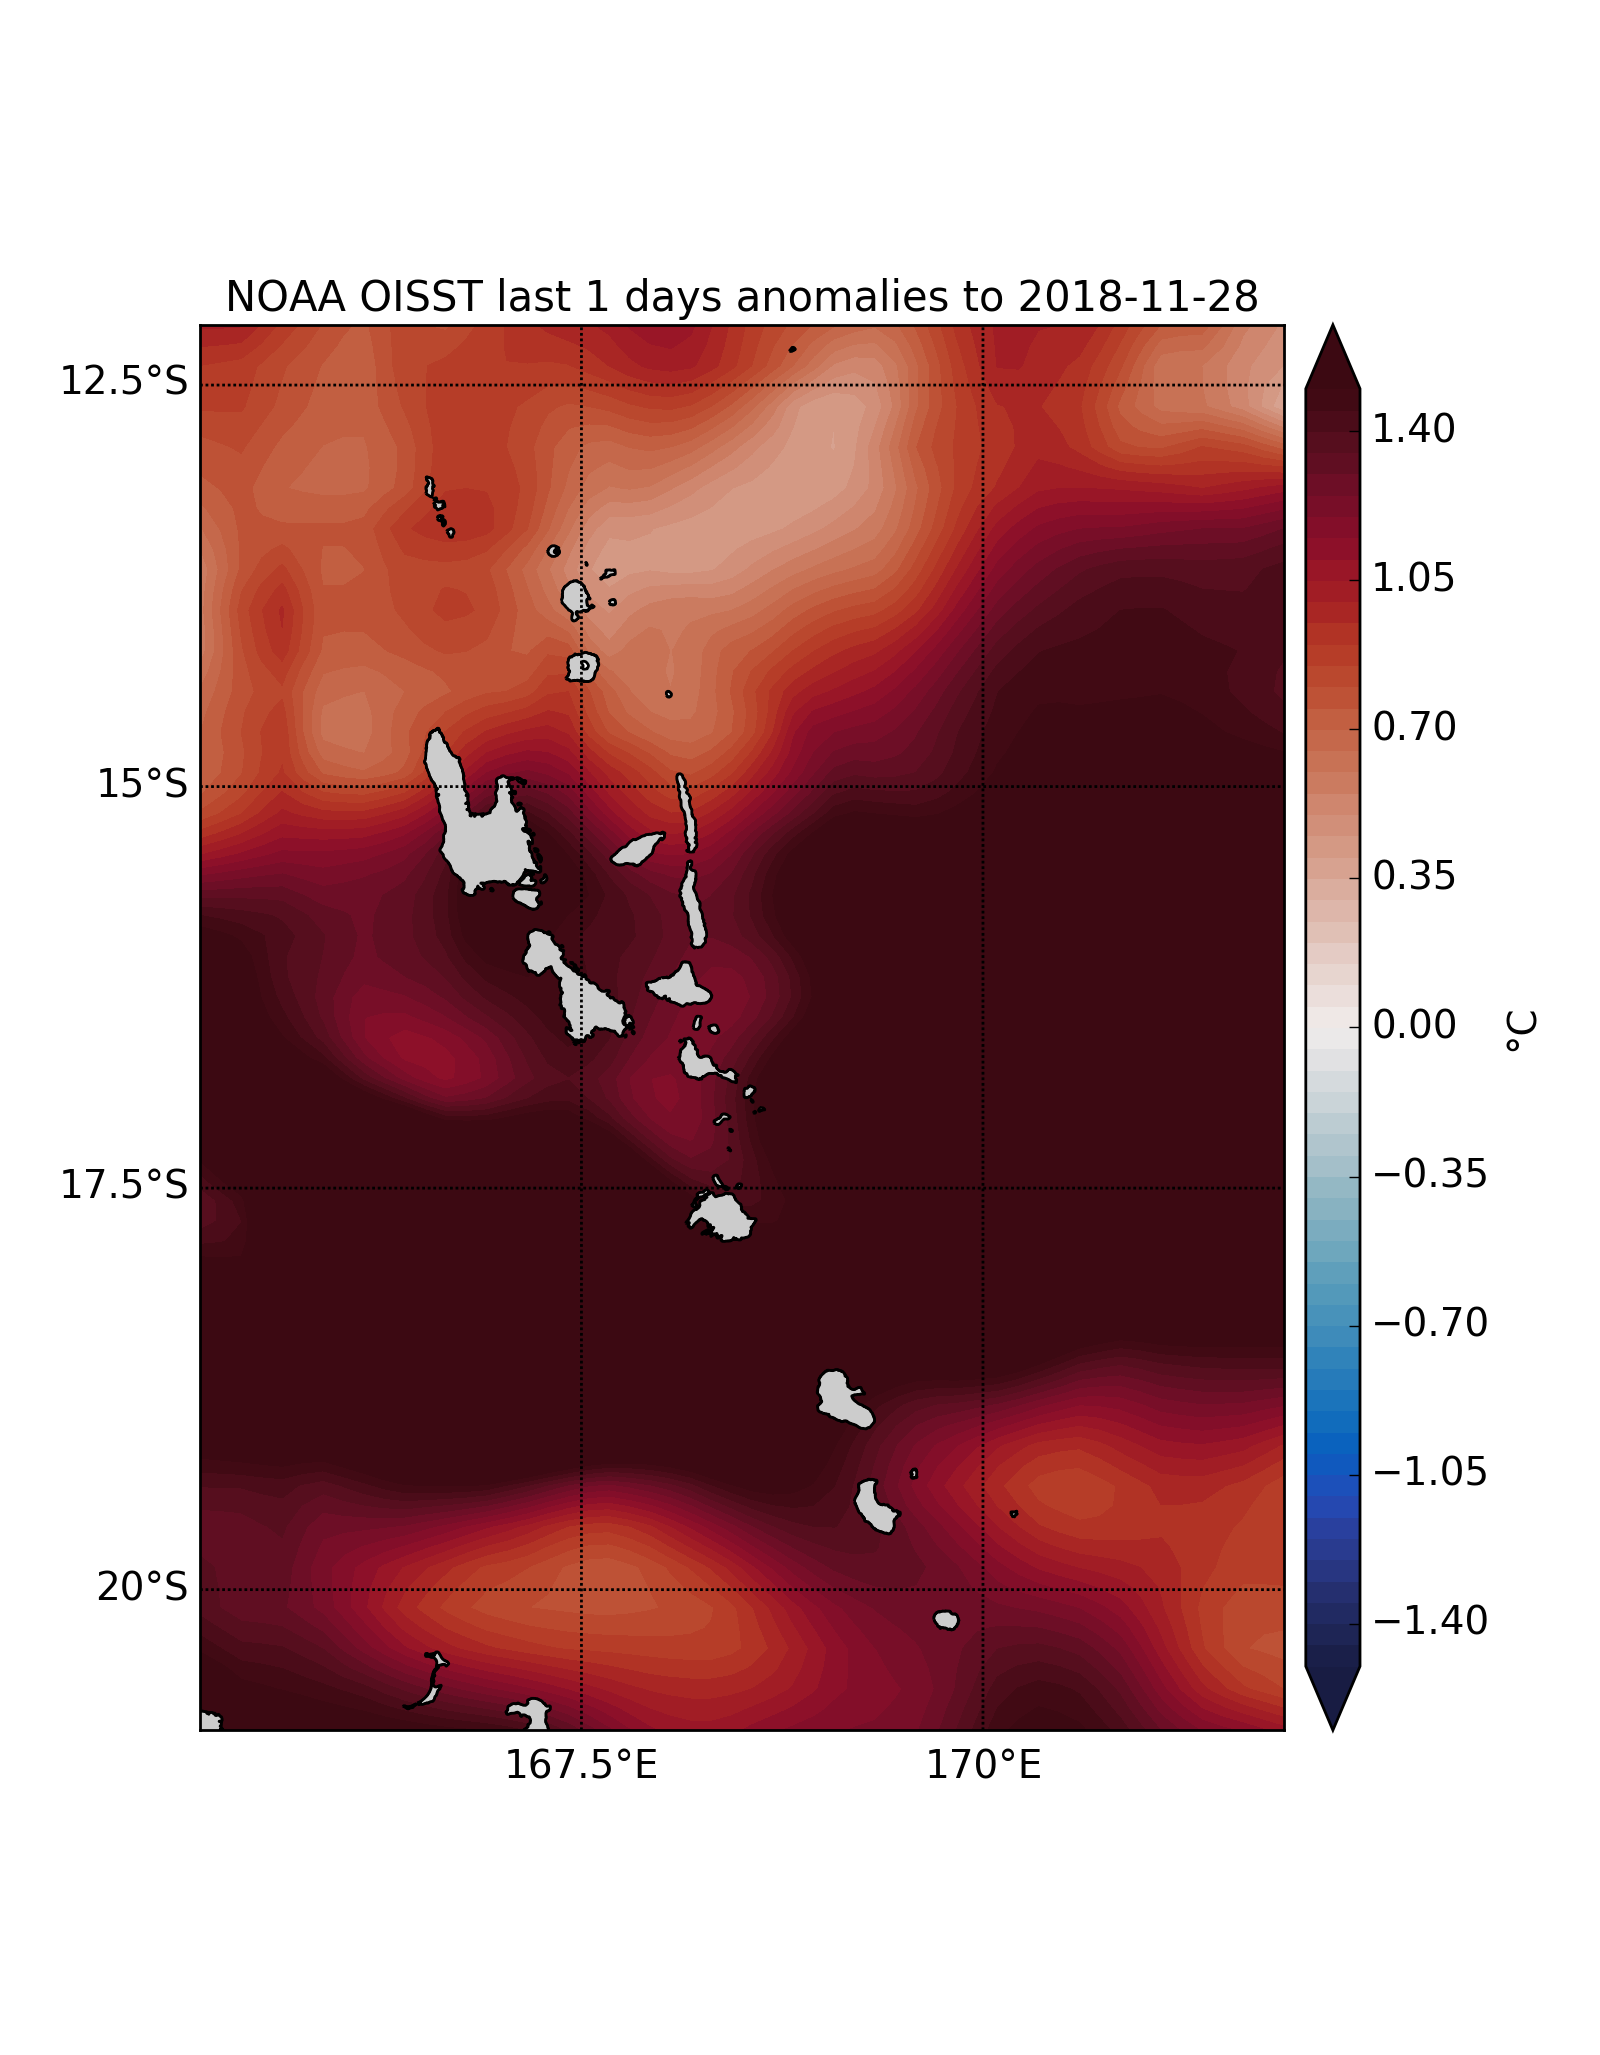 NOAA OISST last 1 days anomalies to 2018-11-28
12.5°S
15°S
17.5°S
20°S
167.5°E
170°E
1.40
1.05
0.70
0.35
0.00
−0.35
−0.70
−1.05
−1.40
°C